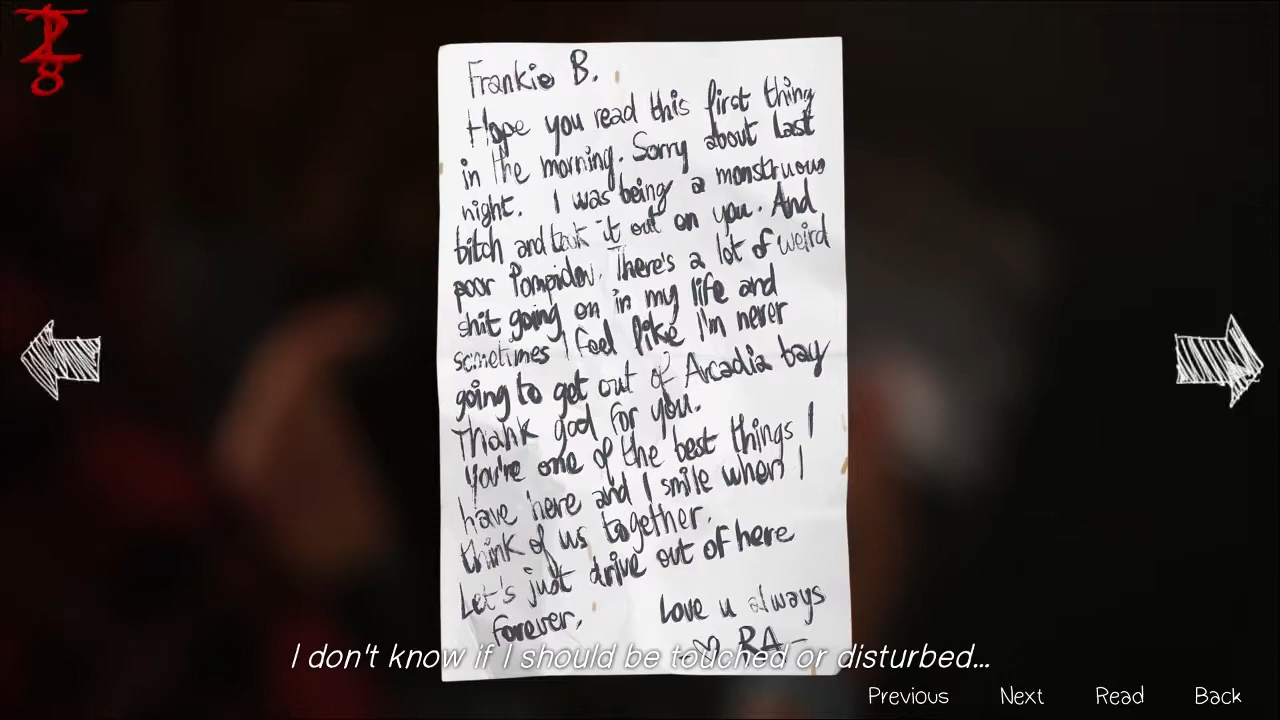 Frankie B.
Hope you read this first thing
in the morning. Sorry about last
night. I was being a monstruous
bitch and took it out on you. And
poor Pompidou. There's a lot of weird
shit going on in my life and
sometimes I feel like I'm never
going to get out of Arcadia bay
Thank god for you.
You're one of the best things I
have here and I smile when I
think of us together.
Let's just drive out of here
forever.
Love u always
-♡ RA-
I don't know if I should be touched or disturbed...
Previous Next Read Back